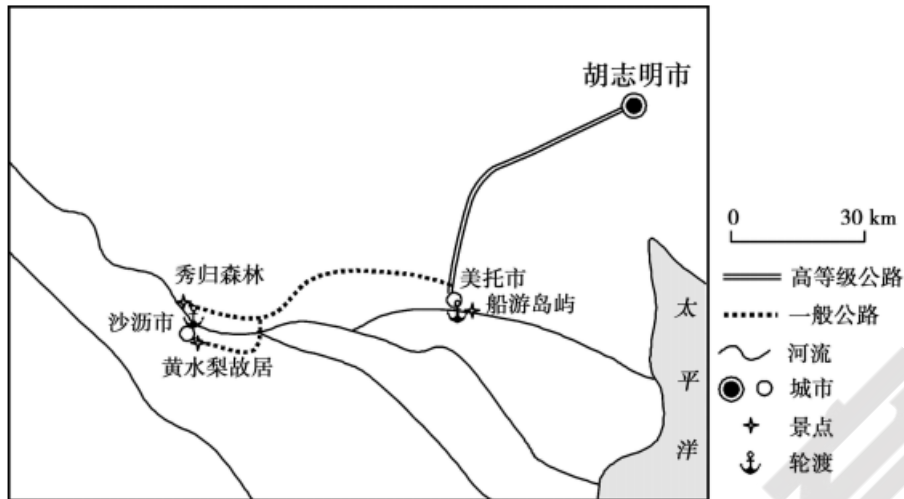 胡志明市
秀归森林
美托市
船游岛屿
沙沥市
黄水梨故居
太
平
洋
0 30 km
高等级公路
一般公路
河流
城市
景点
轮渡